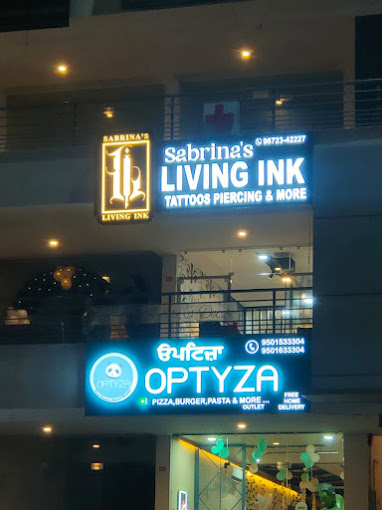 SABRINA'S
LIVING INK
Sabrina's
98723-42227
LIVING INK
TATTOOS PIERCING & MORE
ਓਪਟਿਜ਼ਾ
9501533304
9501833304
OPTYZA
OPTYZA
PIZZA,BURGER,PASTA & MORE ...
OUTLET
FREE
HOME
DELIVERY